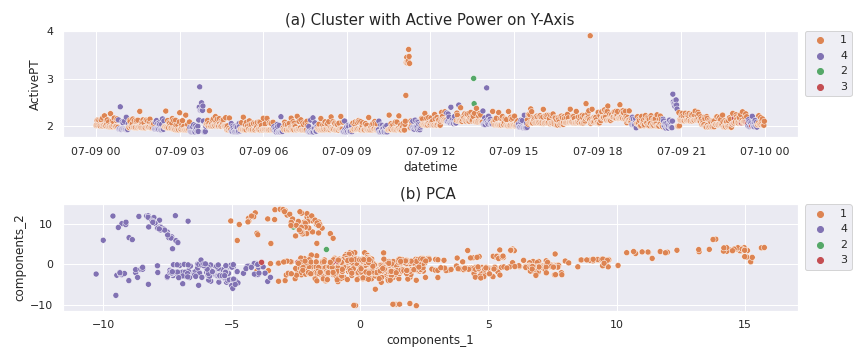 (a) Cluster with Active Power on Y-Axis
4
3
2
ActivePT
07-09 00 07-09 03 07-09 06 07-09 09 07-09 12 07-09 15 07-09 18 07-09 21 07-10 00
datetime
1
4
2
3
(b) PCA
10
0
−10
components_2
−10 −5 0 5 10 15
components_1
1
4
2
3